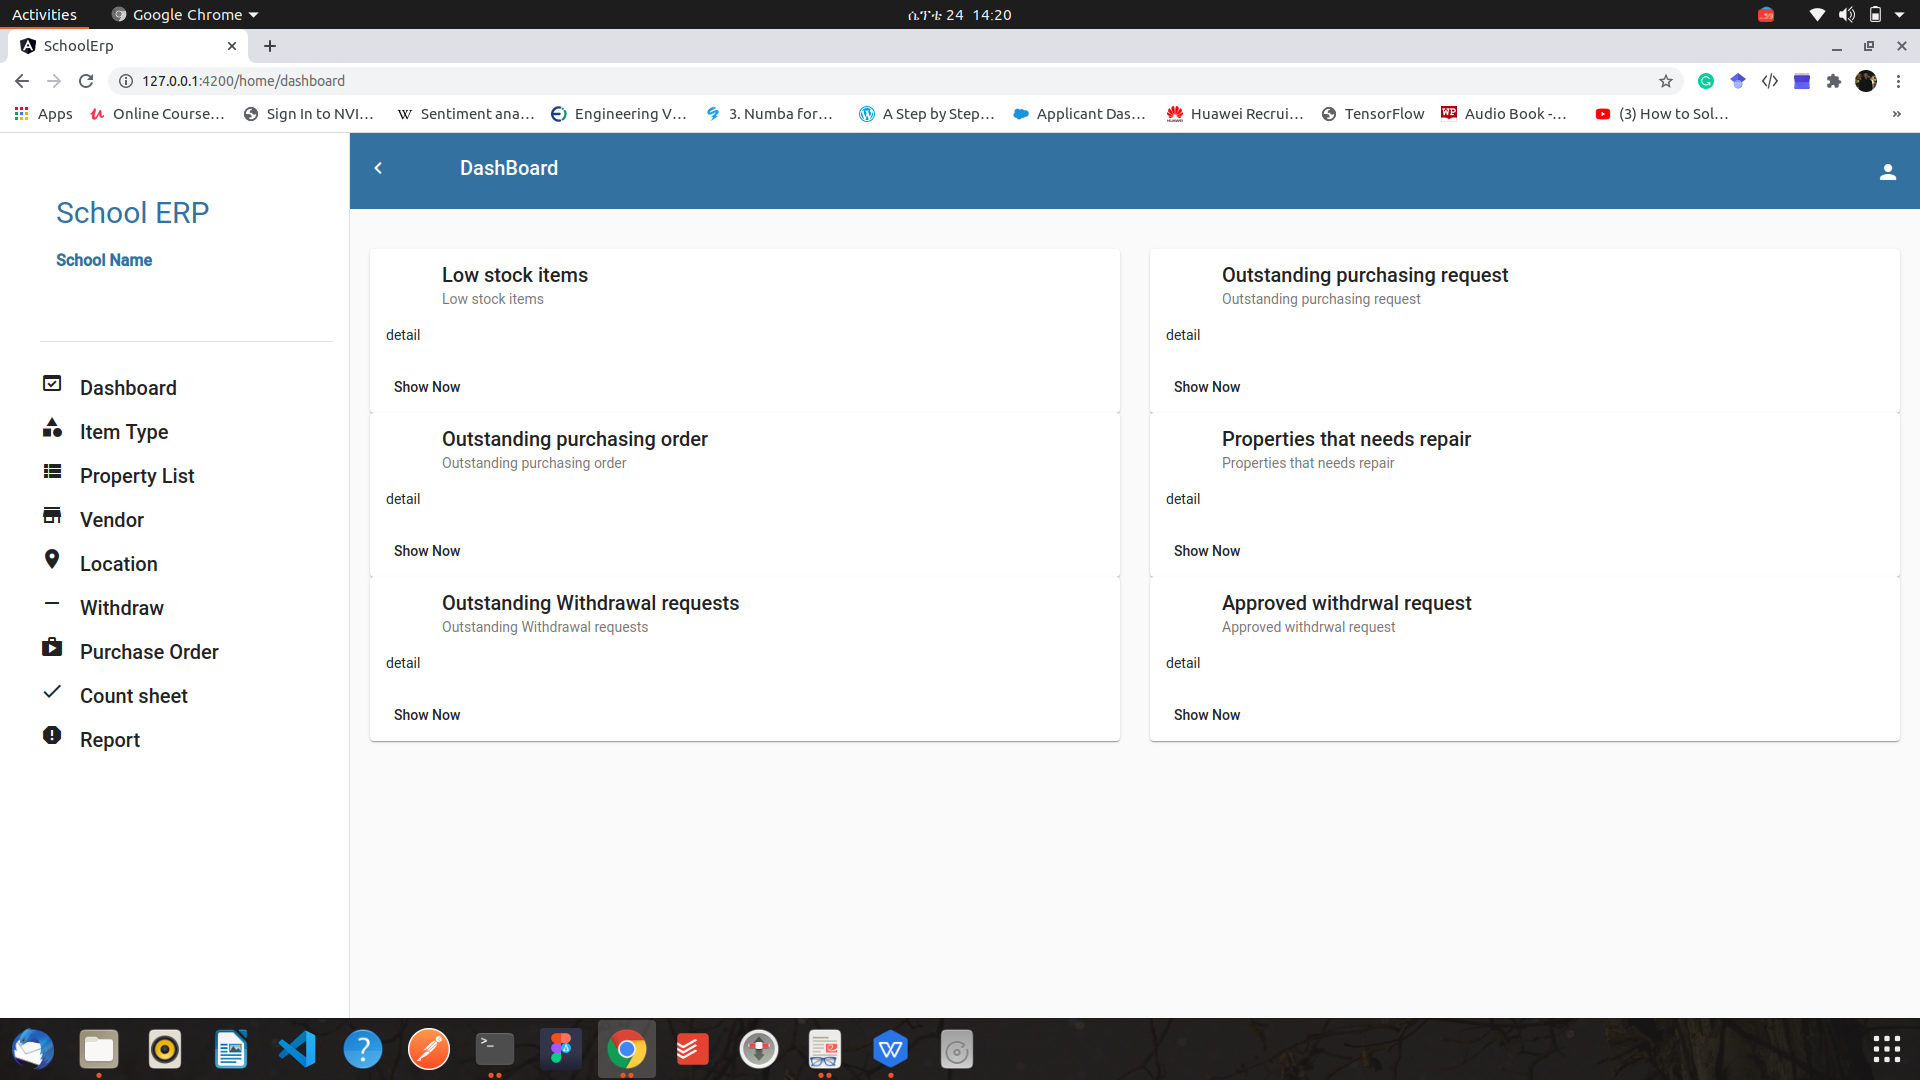 Activities
Google Chrome
ሴፕቴ 24 14:20
SchoolErp
127.0.0.1:4200/home/dashboard
Apps
Online Course…
Sign In to NVI…
Sentiment ana…
Engineering V…
3. Numba for…
A Step by Step…
Applicant Das…
Huawei Recrui…
TensorFlow
Audio Book -…
(3) How to Sol…
»
School ERP
School Name
Dashboard
Item Type
Property List
Vendor
Location
Withdraw
Purchase Order
Count sheet
Report
DashBoard
Low stock items
Low stock items
detail
Show Now
Outstanding purchasing request
Outstanding purchasing request
detail
Show Now
Outstanding purchasing order
Outstanding purchasing order
detail
Show Now
Properties that needs repair
Properties that needs repair
detail
Show Now
Outstanding Withdrawal requests
Outstanding Withdrawal requests
detail
Show Now
Approved withdrwal request
Approved withdrwal request
detail
Show Now